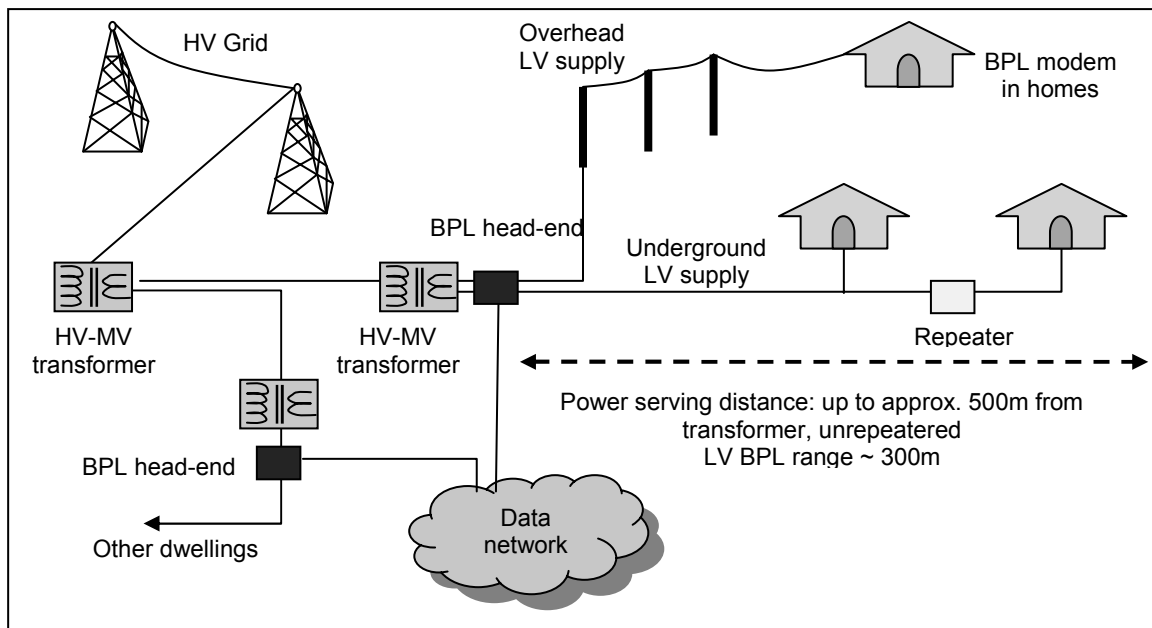 HV Grid
Overhead
LV supply
BPL modem
in homes
BPL head-end
Underground
LV supply
HV-MV
transformer
HV-MV
transformer
Repeater
Power serving distance: up to approx. 500m from
transformer, unrepeatered
LV BPL range ~ 300m
BPL head-end
Data
network
Other dwellings